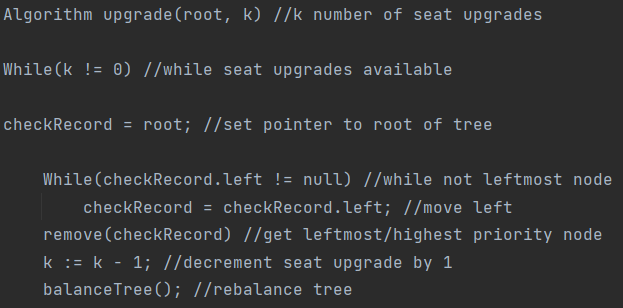 Algorithm upgrade(root, k) //k number of seat upgrades
While(k != 0) //while seat upgrades available
checkRecord = root; //set pointer to root of tree
While(checkRecord.left != null) //while not leftmost node
checkRecord = checkRecord.left; //move left
remove(checkRecord) //get leftmost/highest priority node
k := k - 1; //decrement seat upgrade by 1
balanceTree(); //rebalance tree